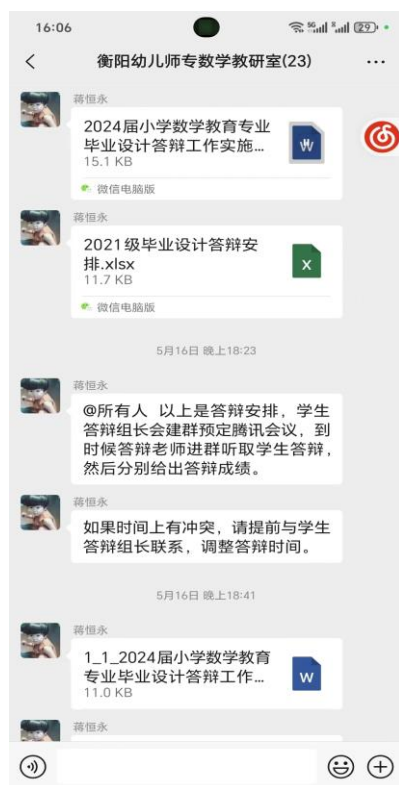 16:06
29
衡阳幼儿师专数学教研室(23)
蒋恒永
2024届小学数学教育专业
毕业设计答辩工作实施...
15.1 KB
微信电脑版
蒋恒永
2021级毕业设计答辩安
排.xlsx
11.7 KB
微信电脑版
5月16日 晚上18:23
蒋恒永
@所有人 以上是答辩安排，学生
答辩组长会建群预定腾讯会议，到
时候答辩老师进群听取学生答辩，
然后分别给出答辩成绩。
蒋恒永
如果时间上有冲突，请提前与学生
答辩组长联系，调整答辩时间。
5月16日 晚上18:41
蒋恒永
1_1_2024届小学数学教育
专业毕业设计答辩工作...
11.0 KB
蒋恒永